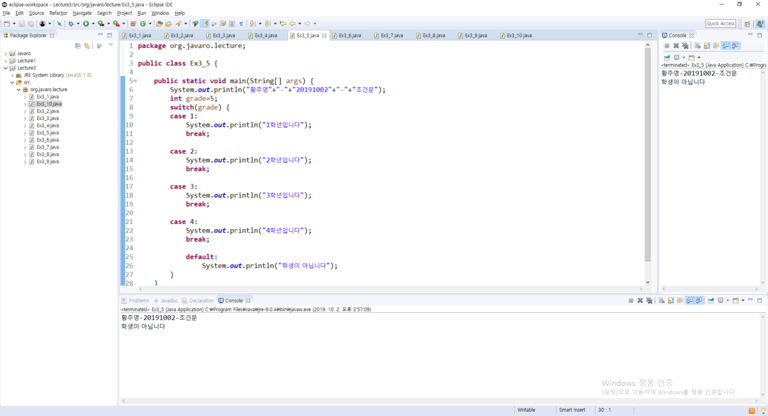 eclipse-workspace - Lecture3/src/org/javaro/lecture/Ex3_5.java - Eclipse IDE
File Edit Source Refactor Navigate Search Project Run Window Help
Quick Access
Package Explorer
Javaro
Lecture1
Lecture3
JRE System Library [JavaSE-1.8]
src
org.javaro.lecture
Ex3_1.java
Ex3_10.java
Ex3_2.java
Ex3_3.java
Ex3_4.java
Ex3_5.java
Ex3_6.java
Ex3_7.java
Ex3_8.java
Ex3_9.java
Ex3_1.java Ex3_2.java Ex3_3.java Ex3_4.java Ex3_5.java Ex3_6.java Ex3_7.java Ex3_8.java Ex3_9.java Ex3_10.java
1 package org.javaro.lecture;
2
3 public class Ex3_5 {
4
5 public static void main(String[] args) {
6 System.out.println("황주영"+"-"+"20191002"+"-"+"조건문");
7 int grade=5;
8 switch(grade) {
9 case 1:
10 System.out.println("1학년입니다");
11 break;
12
13 case 2:
14 System.out.println("2학년입니다");
15 break;
16
17 case 3:
18 System.out.println("3학년입니다");
19 break;
20
21 case 4:
22 System.out.println("4학년입니다");
23 break;
24
25 default:
26 System.out.println("학생이 아닙니다");
27 }
28 }
Console
<terminated> Ex3_5 [Java Application] C:₩Progra
황주영-20191002-조건문
학생이 아닙니다
Problems Javadoc Declaration Console
<terminated> Ex3_5 [Java Application] C:₩Program Files₩Java₩jre-8.0.4₩bin₩javaw.exe (2019. 10. 2. 오후 2:57:09)
황주영-20191002-조건문
학생이 아닙니다
Windows 정품 인증
[설정]으로 이동하여 Windows를 정품 인증합니다.
Writable Smart Insert 30 : 1